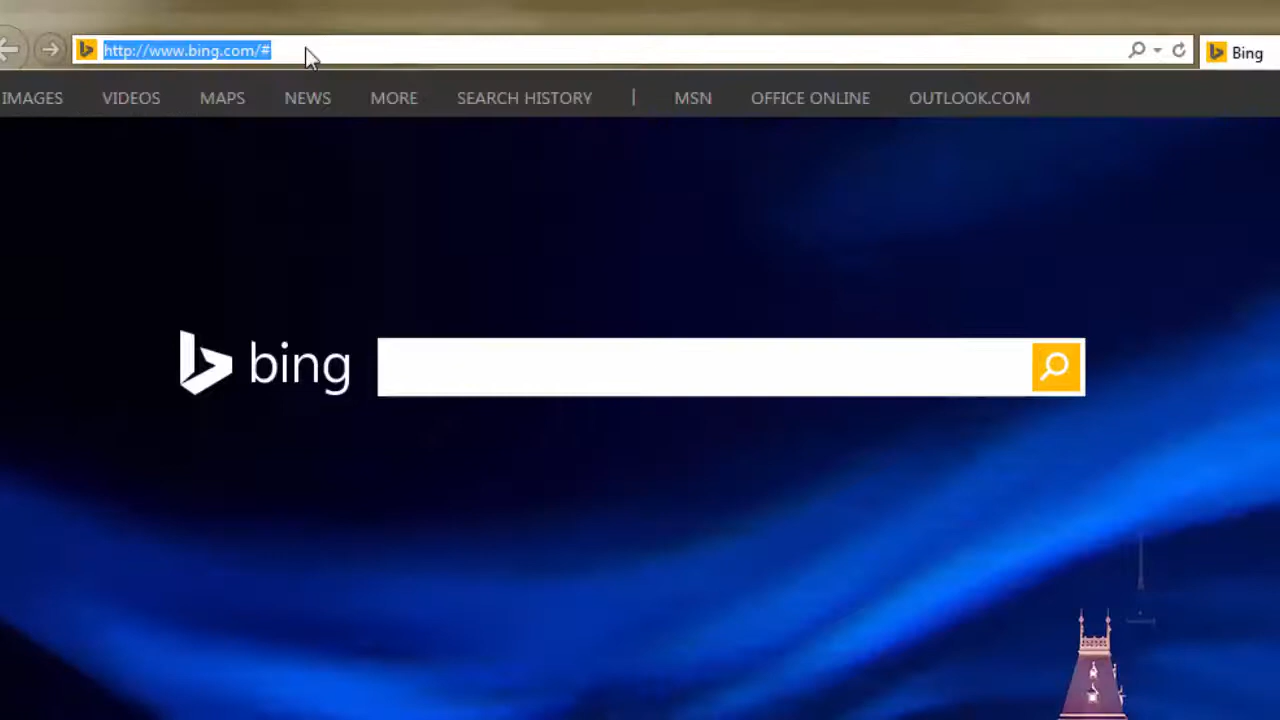 http://www.bing.com/#
Bing
IMAGES VIDEOS MAPS NEWS MORE SEARCH HISTORY | MSN OFFICE ONLINE OUTLOOK.COM
bing